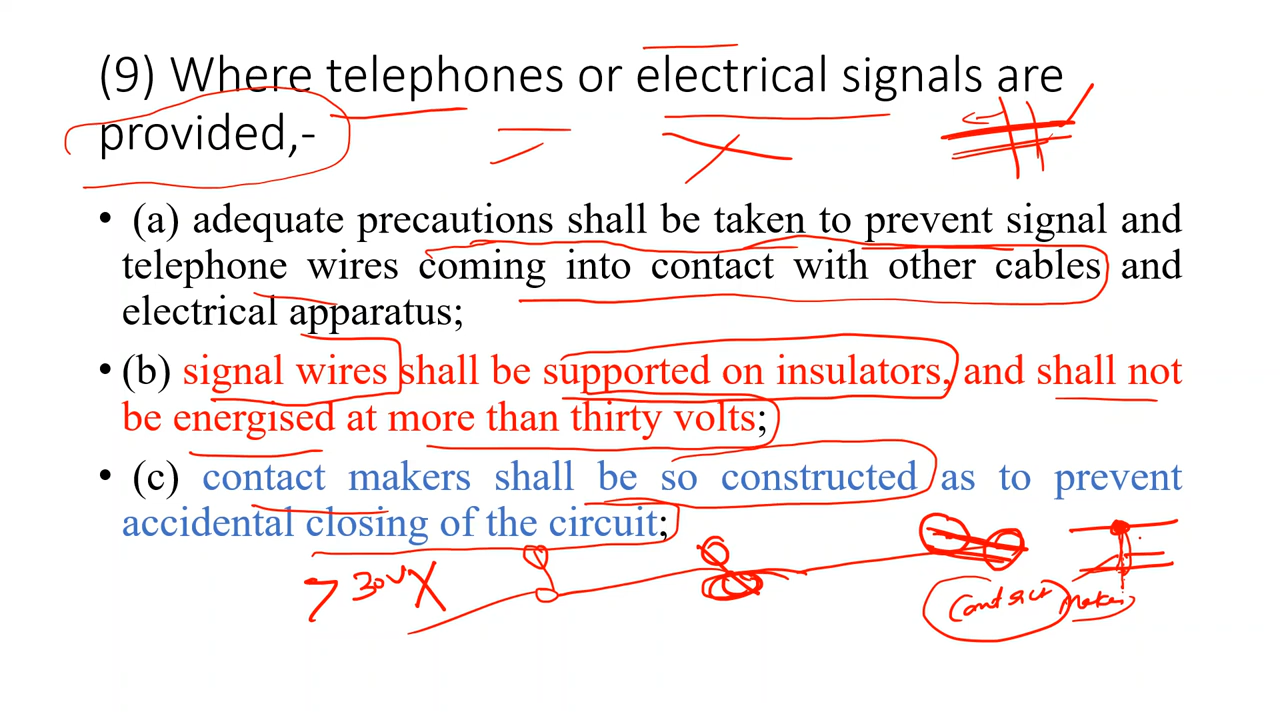 (9) Where telephones or electrical signals are
provided,-
• (a) adequate precautions shall be taken to prevent signal and
telephone wires coming into contact with other cables and
electrical apparatus;
• (b) signal wires shall be supported on insulators, and shall not
be energised at more than thirty volts;
• (c) contact makers shall be so constructed as to prevent
accidental closing of the circuit;
> 30V X
Contact Maker